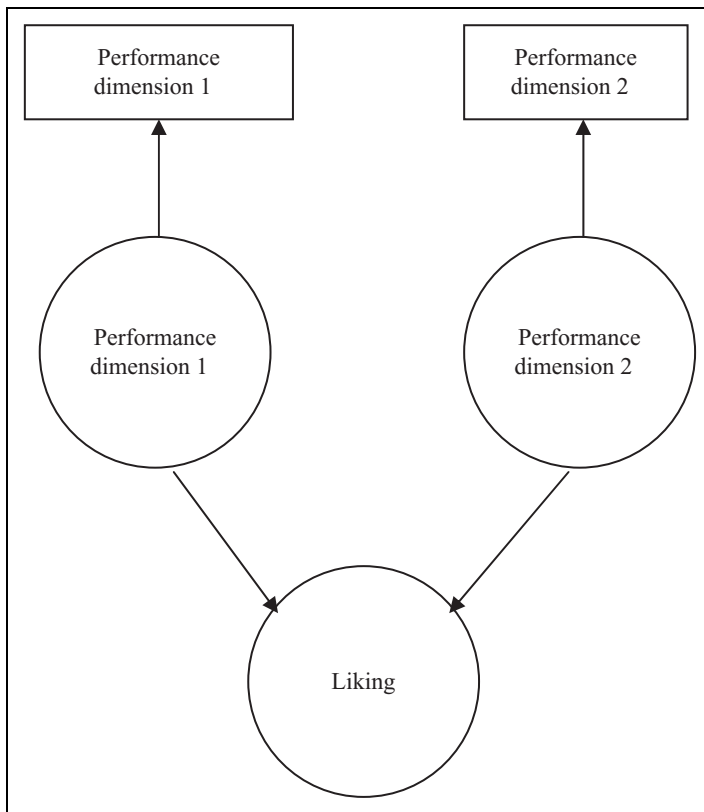 Performance
dimension 1
Performance
dimension 2
Performance
dimension 1
Performance
dimension 2
Liking